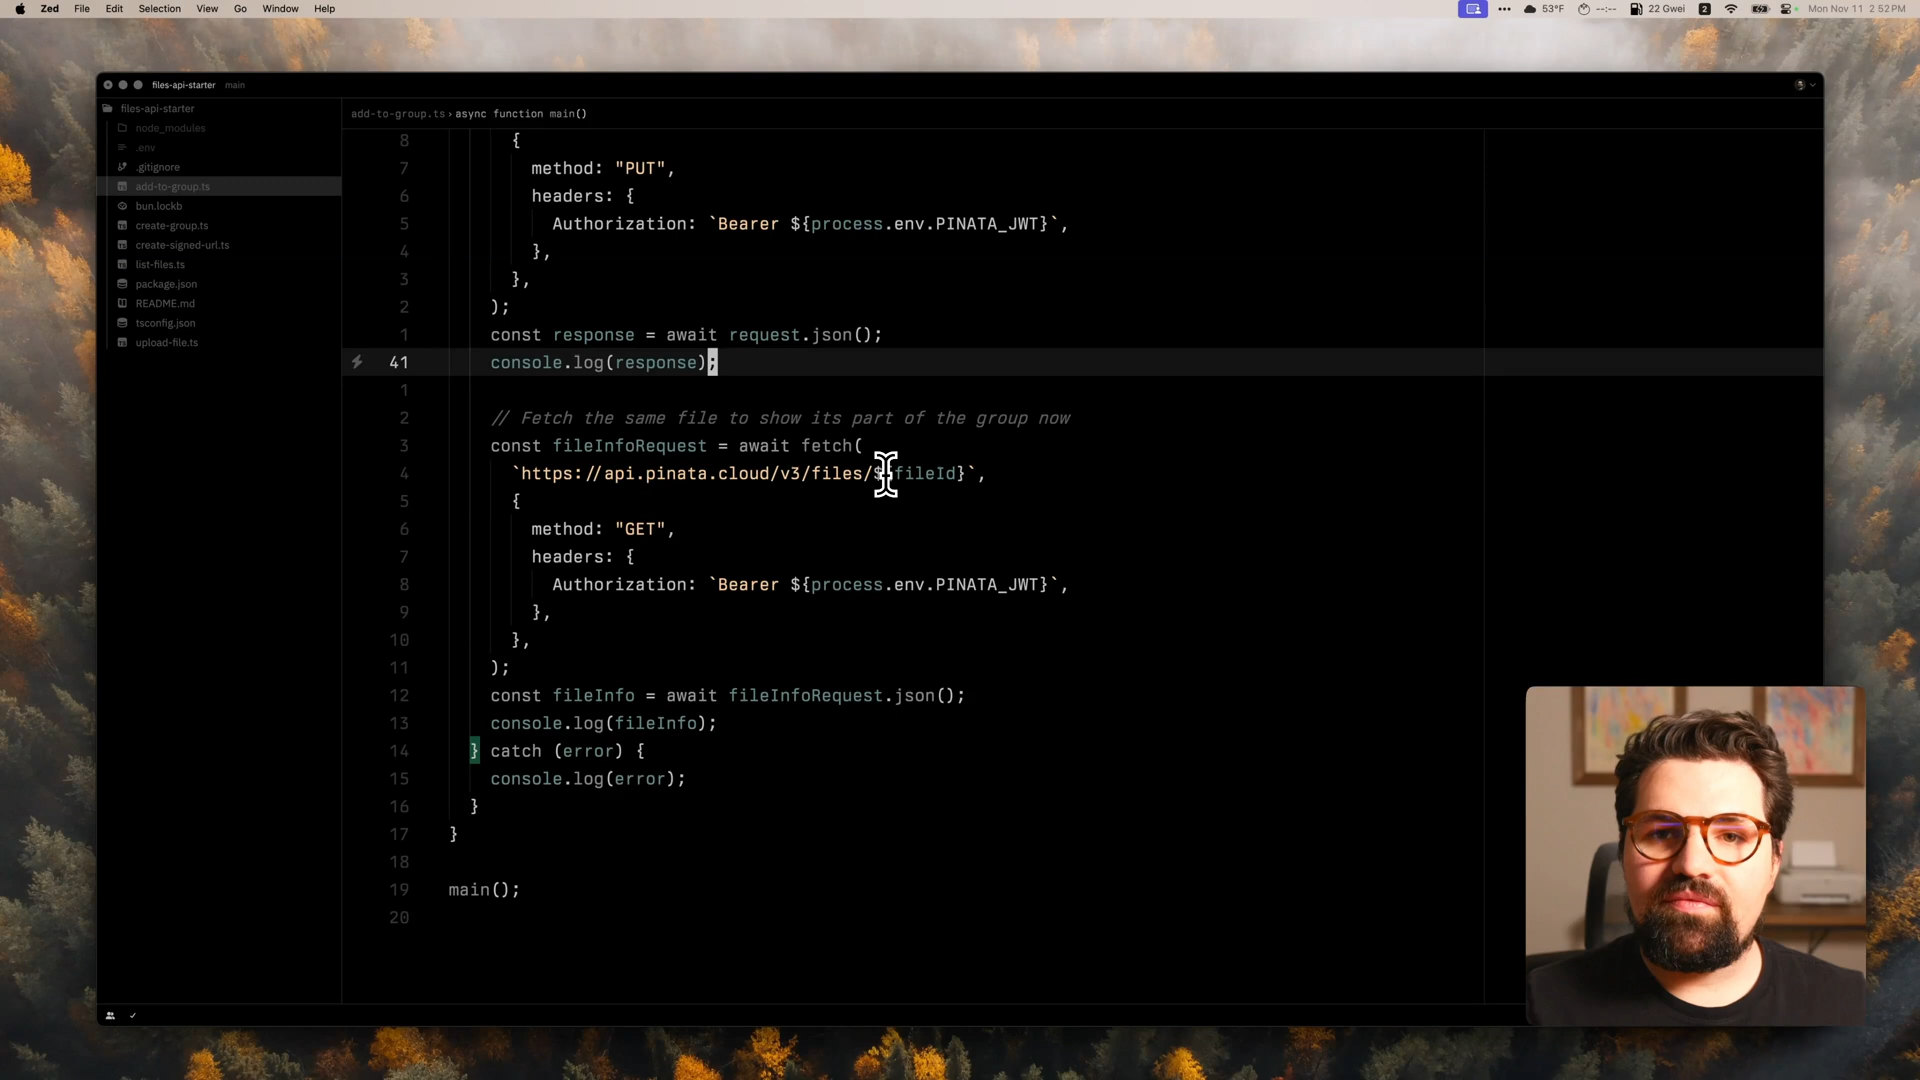 Zed File Edit Selection View Go Window Help
53°F --:-- 22 Gwei 2 Mon Nov 11 2 52 PM
files-api-starter main
files-api-starter
node_modules
.env
.gitignore
add-to-group.ts
bun.lockb
create-group.ts
create-signed-url.ts
list-files.ts
package.json
README.md
tsconfig.json
upload-file.ts
add-to-group.ts › async function main()
8 {
7 method: "PUT",
6 headers: {
5 Authorization: `Bearer ${process.env.PINATA_JWT}`,
4 },
3 },
2 );
1 const response = await request.json();
41 console.log(response);
1
2 // Fetch the same file to show its part of the group now
3 const fileInfoRequest = await fetch(
4 `https://api.pinata.cloud/v3/files/${fileId}`,
5 {
6 method: "GET",
7 headers: {
8 Authorization: `Bearer ${process.env.PINATA_JWT}`,
9 },
10 },
11 );
12 const fileInfo = await fileInfoRequest.json();
13 console.log(fileInfo);
14 } catch (error) {
15 console.log(error);
16 }
17 }
18
19 main();
20